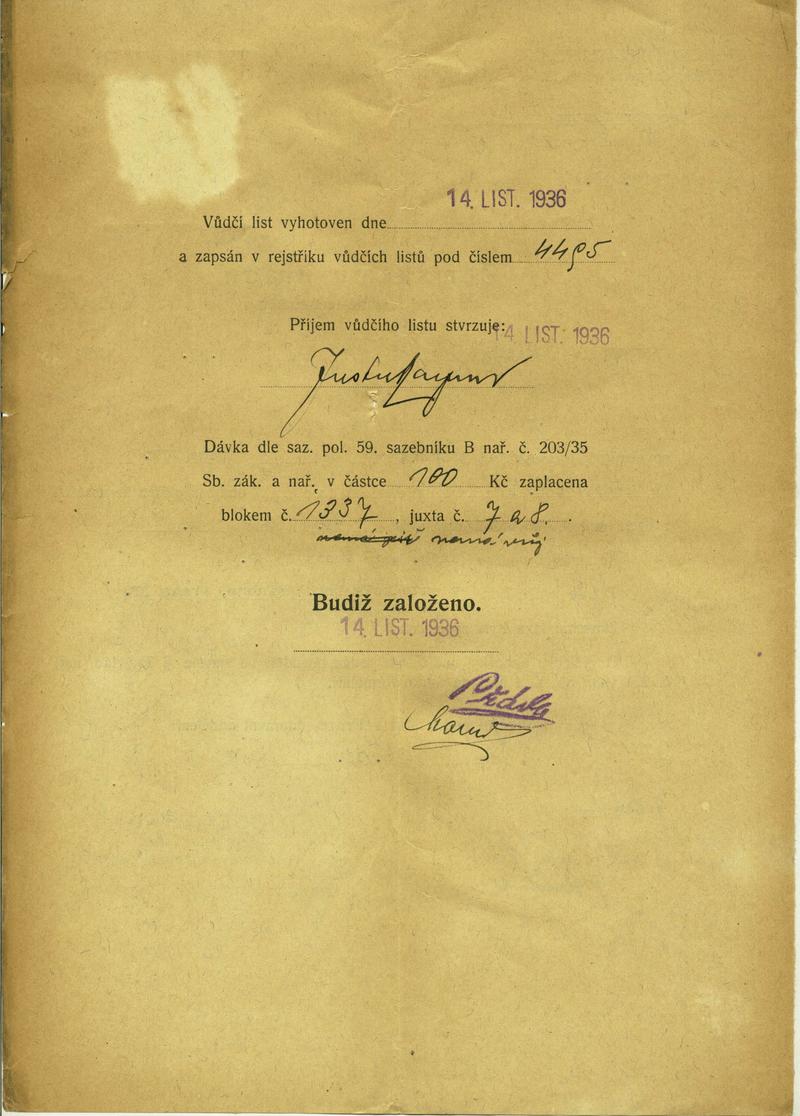 14. LIST. 1936
Vůdčí list vyhotoven dne
a zapsán v rejstříku vůdčích listů pod číslem 4495
Příjem vůdčího listu stvrzuje:
14 LIST. 1936
Dávka dle saz. pol. 59. sazebníku B nař. č. 203/35
Sb. zák. a nař. v částce 100 Kč zaplacena
blokem č. 1337, juxta č. 7 a 8.
Budiž založeno.
14. LIST. 1936